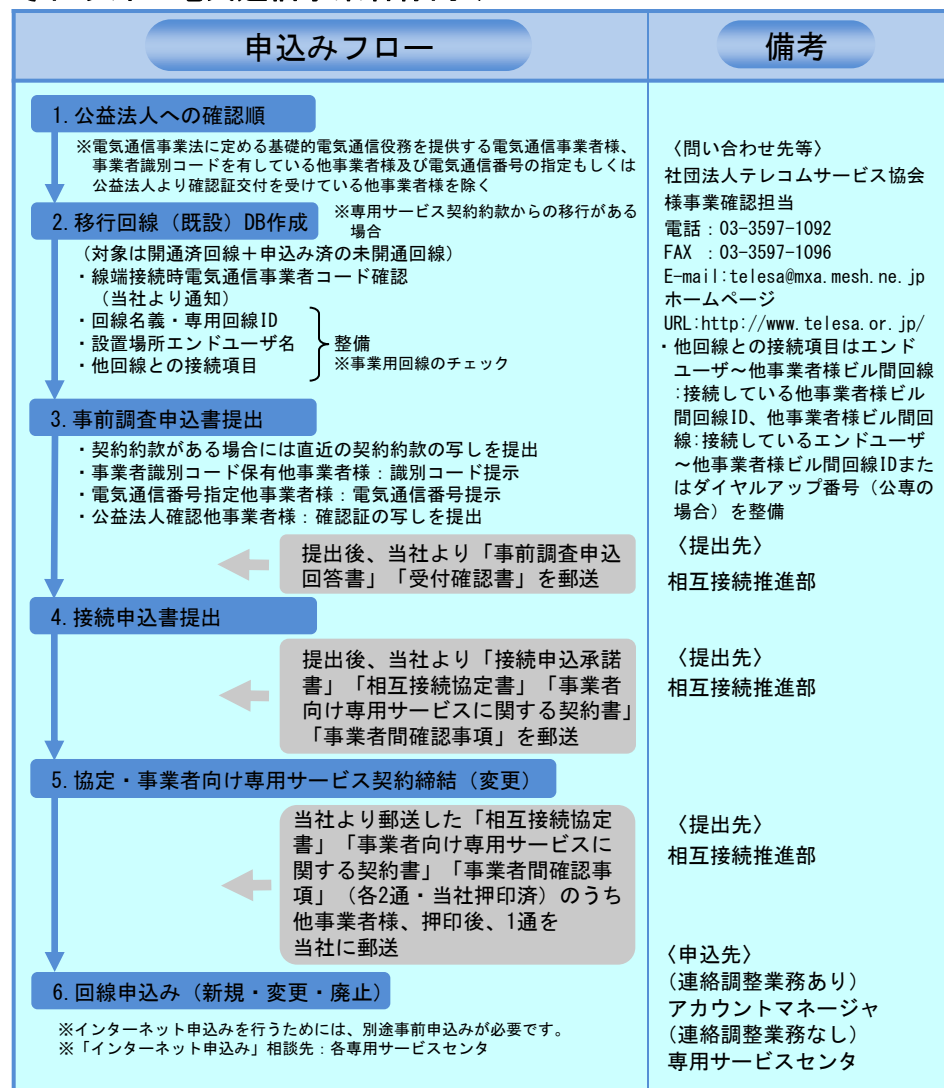 申込みフロー
備考
1.公益法人への確認順
※電気通信事業法に定める基礎的電気通信役務を提供する電気通信事業者様、
事業者識別コードを有している他事業者様及び電気通信番号の指定もしくは
公益法人より確認証交付を受けている他事業者様を除く
2.移行回線（既設）DB作成
※専用サービス契約約款からの移行がある
場合
（対象は開通済回線＋申込み済の未開通回線）
・線端接続時電気通信事業者コード確認
（当社より通知）
・回線名義・専用回線ID
・設置場所エンドユーザ名
・他回線との接続項目
整備
※事業用回線のチェック
3.事前調査申込書提出
・契約約款がある場合には直近の契約約款の写しを提出
・事業者識別コード保有他事業者様：識別コード提示
・電気通信番号指定他事業者様：電気通信番号提示
・公益法人確認他事業者様：確認証の写しを提出
提出後、当社より「事前調査申込
回答書」「受付確認書」を郵送
4.接続申込書提出
提出後、当社より「接続申込承諾
書」「相互接続協定書」「事業者
向け専用サービスに関する契約書」
「事業者間確認事項」を郵送
5.協定・事業者向け専用サービス契約締結（変更）
当社より郵送した「相互接続協定
書」「事業者向け専用サービスに
関する契約書」「事業者間確認事
項」（各2通・当社押印済）のうち
他事業者様、押印後、1通を
当社に郵送
6.回線申込み（新規・変更・廃止）
※インターネット申込みを行うためには、別途事前申込みが必要です。
※「インターネット申込み」相談先：各専用サービスセンタ
〈問い合わせ先等〉
社団法人テレコムサービス協会
様事業確認担当
電話：03-3597-1092
FAX ：03-3597-1096
E-mail:telesa@mxa.mesh.ne.jp
ホームページ
URL:http://www.telesa.or.jp/
・他回線との接続項目はエンド
ユーザ～他事業者様ビル間回線
:接続している他事業者様ビル
間回線ID、他事業者様ビル間回
線:接続しているエンドユーザ
～他事業者様ビル間回線IDまた
はダイヤルアップ番号（公専の
場合）を整備
〈提出先〉
相互接続推進部
〈提出先〉
相互接続推進部
〈提出先〉
相互接続推進部
〈申込先〉
（連絡調整業務あり）
アカウントマネージャ
（連絡調整業務なし）
専用サービスセンタ